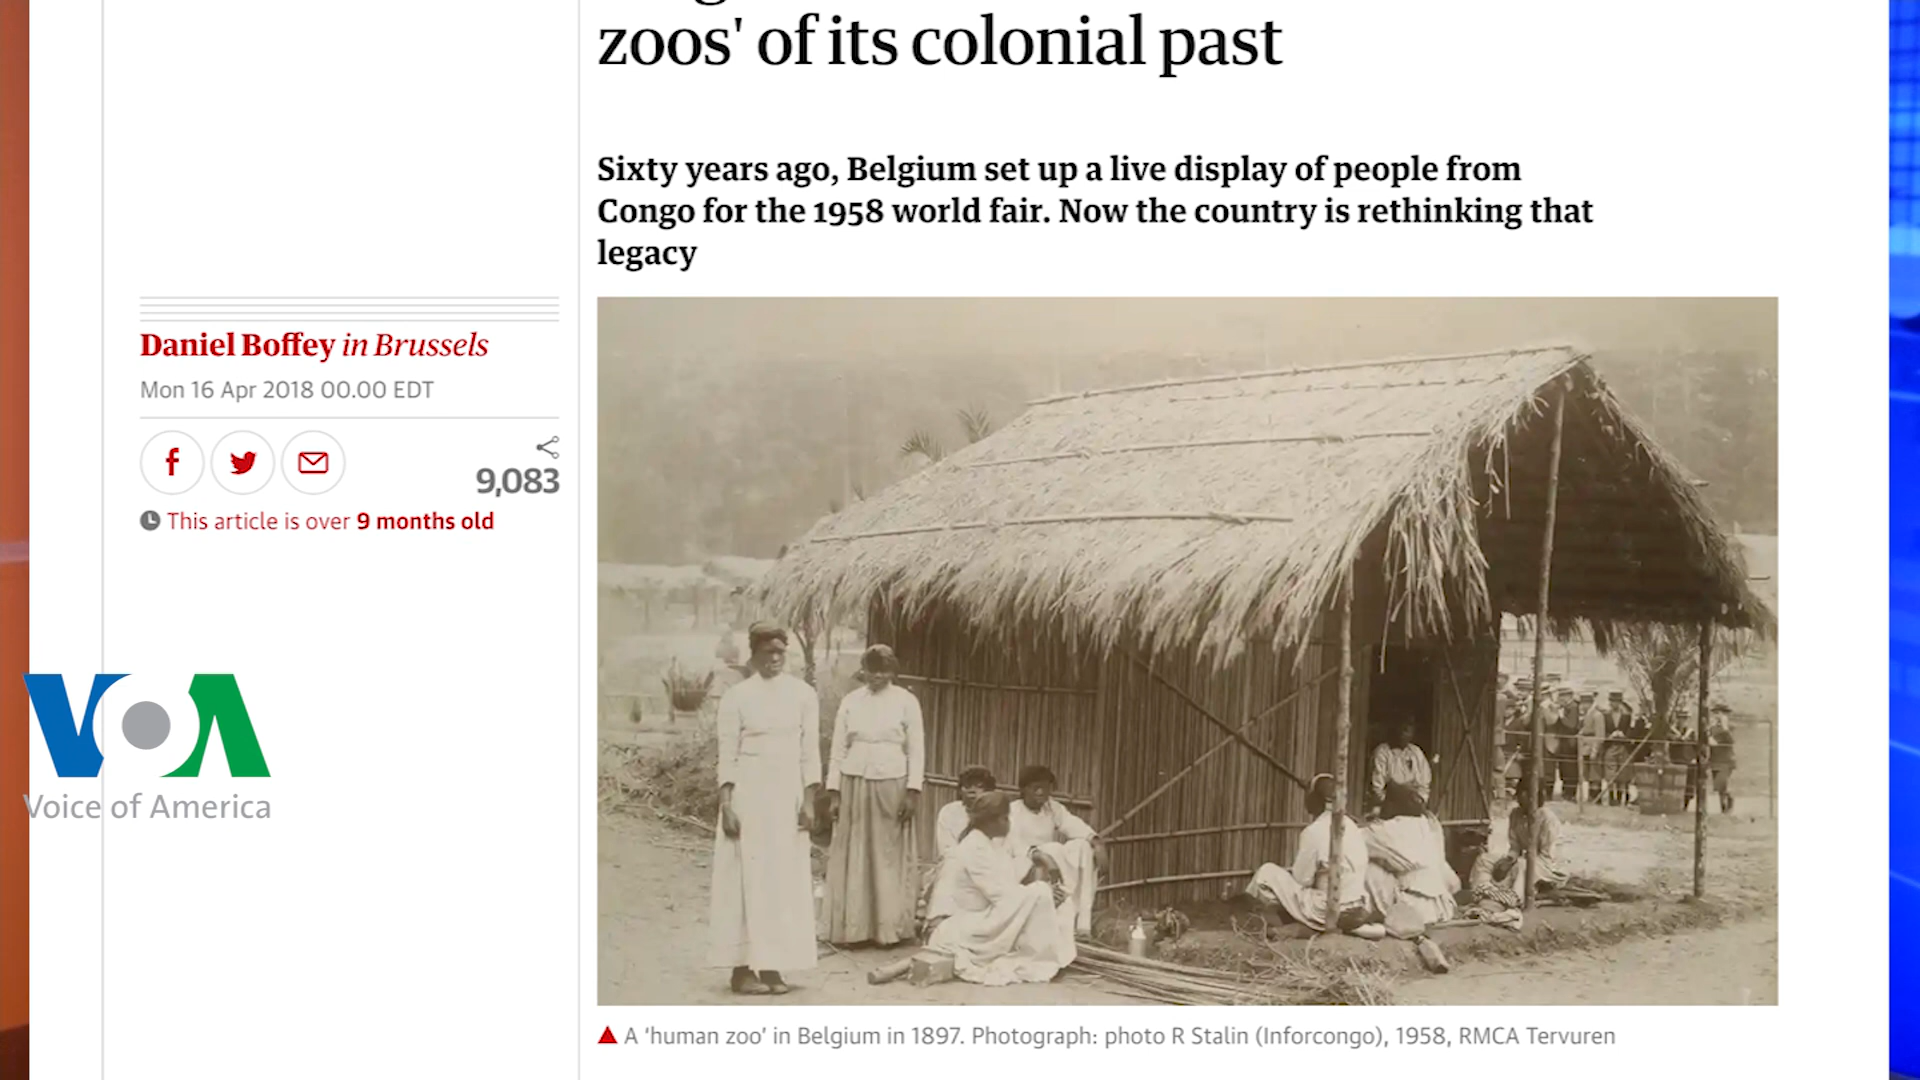 zoos' of its colonial past
Sixty years ago, Belgium set up a live display of people from
Congo for the 1958 world fair. Now the country is rethinking that
legacy
Daniel Boffey in Brussels
Mon 16 Apr 2018 00.00 EDT
9,083
This article is over 9 months old
VOA
Voice of America
A ‘human zoo’ in Belgium in 1897. Photograph: photo R Stalin (Inforcongo), 1958, RMCA Tervuren